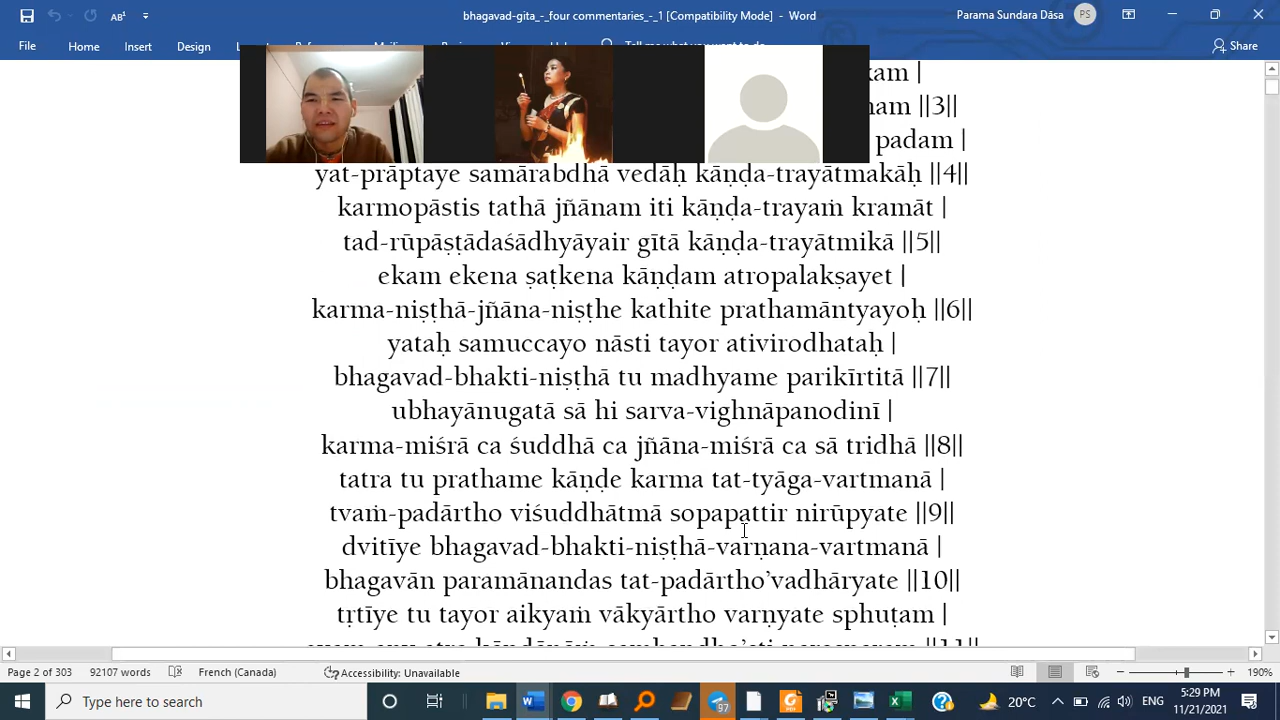 bhagavad-gita_-_four commentaries_-_1 [Compatibility Mode] - Word
Parama Sundara Dāsa
PS
File
Home
Insert
Design
Share
kam |
nam ||3||
padam |
yat-prāptaye samārabdhā vedāḥ kāṇḍa-trayātmakāḥ ||4||
karmopāstis tathā jñānam iti kāṇḍa-trayaṁ kramāt |
tad-rūpāṣṭādaśādhyāyair gītā kāṇḍa-trayātmikā ||5||
ekam ekena ṣaṭkena kāṇḍam atropalakṣayet |
karma-niṣṭhā-jñāna-niṣṭhe kathite prathamāntyayoḥ ||6||
yataḥ samuccayo nāsti tayor ativirodhataḥ |
bhagavad-bhakti-niṣṭhā tu madhyame parikīrtitā ||7||
ubhayānugatā sā hi sarva-vighnāpanodinī |
karma-miśrā ca śuddhā ca jñāna-miśrā ca sā tridhā ||8||
tatra tu prathame kāṇḍe karma tat-tyāga-vartmanā |
tvaṁ-padārtho viśuddhātmā sopapattir nirūpyate ||9||
dvitīye bhagavad-bhakti-niṣṭhā-varṇana-vartmanā |
bhagavān paramānandas tat-padārtho'vadhāryate ||10||
tṛtīye tu tayor aikyaṁ vākyārtho varṇyate sphuṭam |
||11||
Page 2 of 303
92107 words
French (Canada)
Accessibility: Unavailable
190%
Type here to search
97
20°C
ENG
5:29 PM
11/21/2021